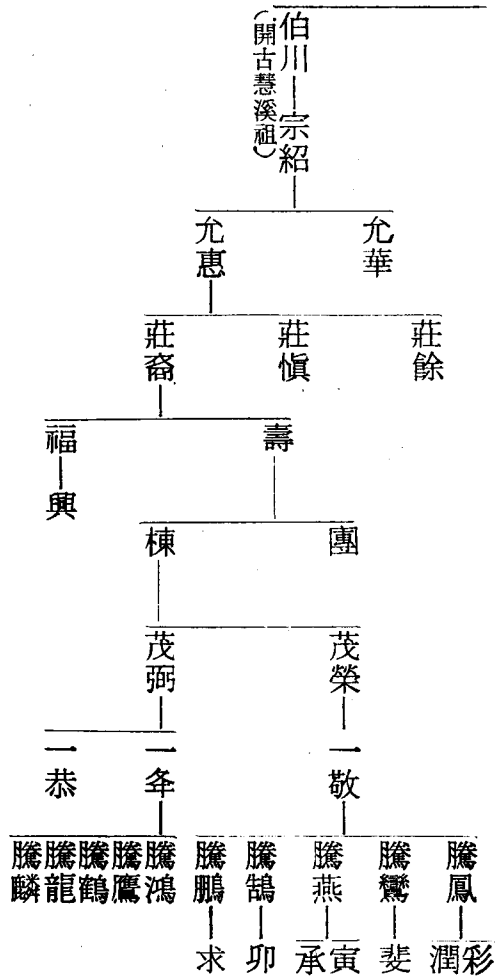 伯川 宗紹
（開古慧溪祖）
允華
允惠
莊餘
莊愼
莊裔
壽
福 興
團
棟
茂榮
茂弼
一敬
一夅
一恭
騰鳳
騰鸞
騰燕
騰鵠
騰鵬
騰鴻
騰鷹
騰鶴
騰龍
騰麟
彩
潤
斐
寅
承
卯
求